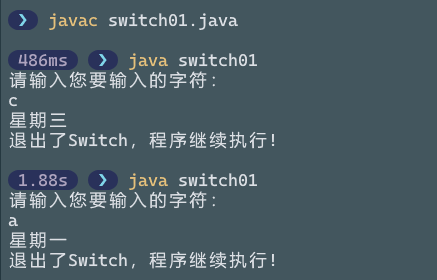 ❯ javac switch01.java
486ms ❯ java switch01
请输入您要输入的字符：
c
星期三
退出了Switch，程序继续执行！
1.88s ❯ java switch01
请输入您要输入的字符：
a
星期一
退出了Switch，程序继续执行！